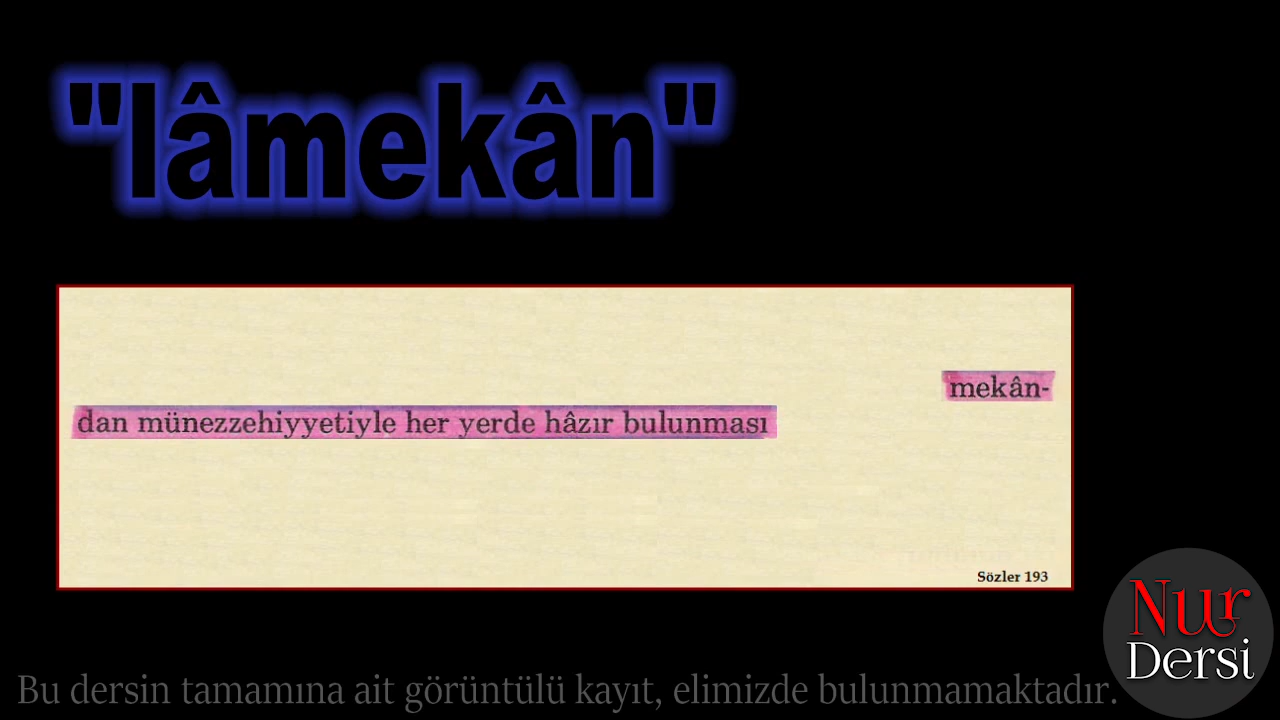 "lâmekân"
mekân-
dan münezzehiyyetiyle her yerde hâzır bulunması
Sözler 193
Nur
Dersi
Bu dersin tamamına ait görüntülü kayıt, elimizde bulunmamaktadır.